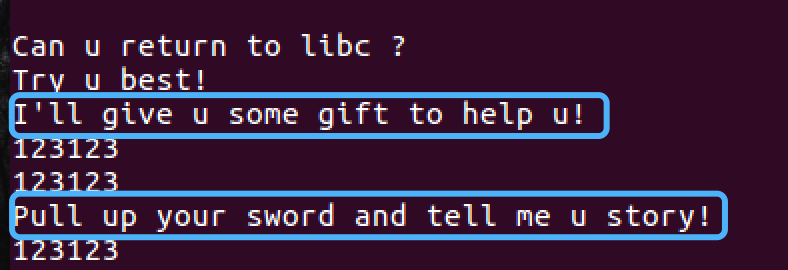 Can u return to libc ?
Try u best!
I'll give u some gift to help u!
123123
123123
Pull up your sword and tell me u story!
123123